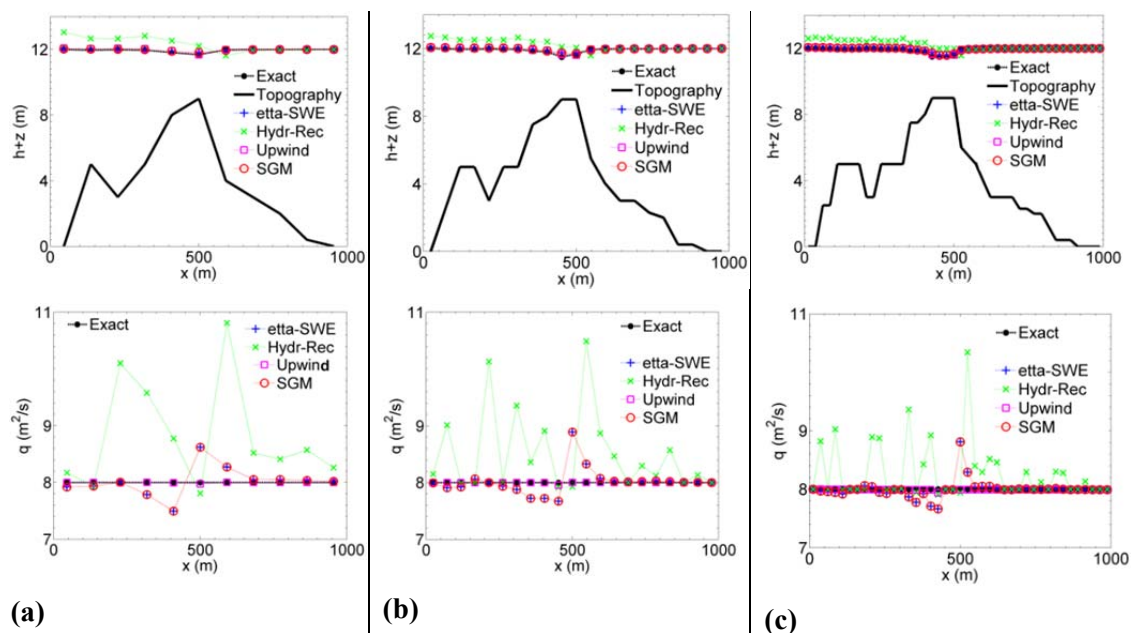 12
8
4
0
h+z (m)
Exact
Topography
etta-SWE
Hydr-Rec
Upwind
SGM
0
500
1000
x (m)
12
8
4
0
h+z (m)
Exact
Topography
etta-SWE
Hydr-Rec
Upwind
SGM
0
500
1000
x (m)
12
8
4
0
h+z (m)
Exact
Topography
etta-SWE
Hydr-Rec
Upwind
SGM
0
500
1000
x (m)
11
9
8
7
q (m²/s)
Exact
etta-SWE
Hydr-Rec
Upwind
SGM
0
500
1000
x (m)
11
9
8
7
q (m²/s)
Exact
etta-SWE
Hydr-Rec
Upwind
SGM
0
500
1000
x (m)
11
9
8
7
q (m²/s)
Exact
etta-SWE
Hydr-Rec
Upwind
SGM
0
500
1000
x (m)
(a)
(b)
(c)